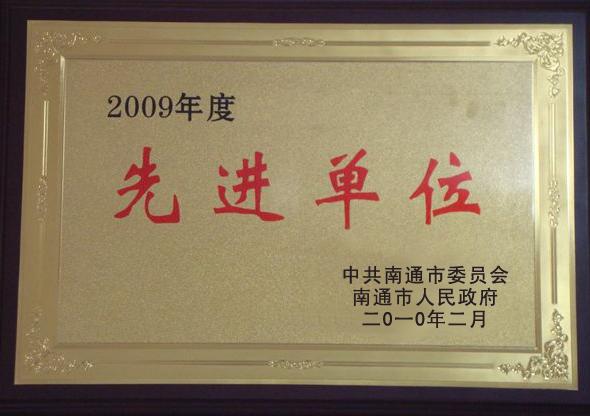 2009年度
先进单位
中共南通市委员会
南通市人民政府
二0一0年二月